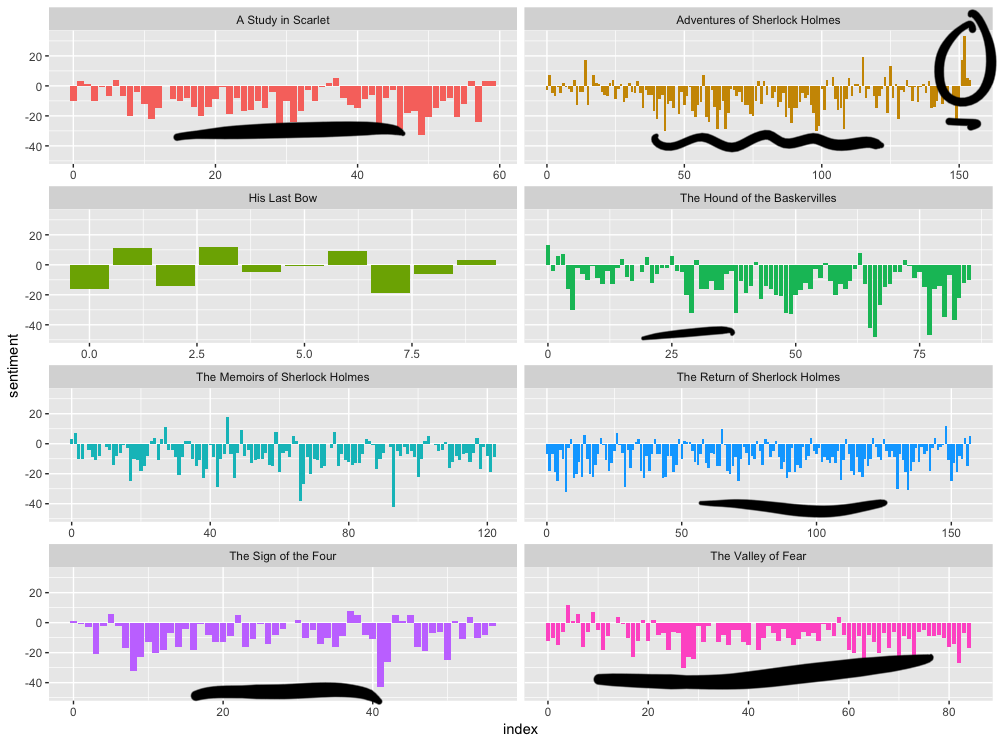 A Study in Scarlet
Adventures of Sherlock Holmes
20
0
-20
-40
0 20 40 60
0 50 100 150
His Last Bow
The Hound of the Baskervilles
20
0
-20
-40
0.0 2.5 5.0 7.5
0 25 50 75
The Memoirs of Sherlock Holmes
The Return of Sherlock Holmes
20
0
-20
-40
0 40 80 120
0 50 100 150
The Sign of the Four
The Valley of Fear
20
0
-20
-40
0 20 40
0 20 40 60 80
sentiment
index